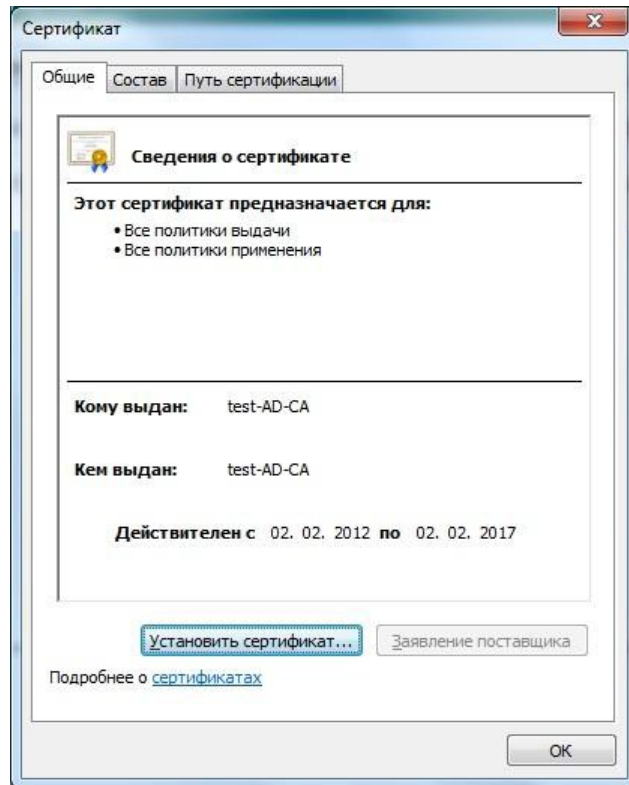 Сертификат
Общие Состав Путь сертификации
Сведения о сертификате
Этот сертификат предназначается для:
• Все политики выдачи
• Все политики применения
Кому выдан: test-AD-CA
Кем выдан: test-AD-CA
Действителен с 02. 02. 2012 по 02. 02. 2017
Установить сертификат... Заявление поставщика
Подробнее о сертификатах
ОК